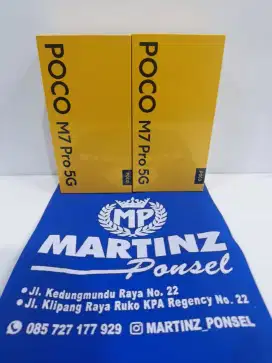 POCO M7 Pro 5G
POCO M7 Pro 5G
MP
MARTINZ
Ponsel
• Jl. Kedungmundu Raya No. 22
• Jl. Klipang Raya Ruko KPA Regency No. 22
085 727 177 929 MARTINZ_PONSEL